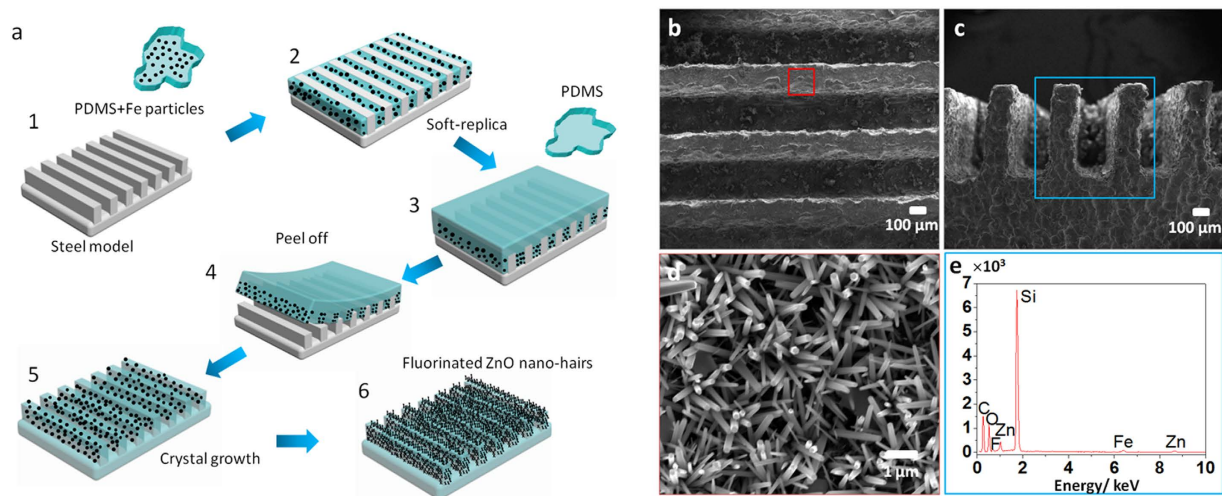 a
PDMS+Fe particles
1
Steel model
2
Soft-replica
PDMS
3
Peel off
4
5
Crystal growth
Fluorinated ZnO nano-hairs
6
b
100 μm
c
100 μm
d
1 μm
e
×10³
7
6
5
4
3
2
1
0
Si
C
O
F
Zn
Fe
Zn
0 2 4 6 8 10
Energy/ keV